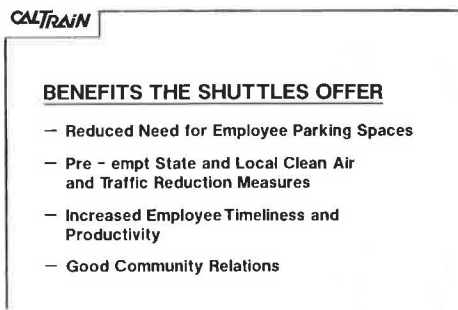 CALTRAIN
BENEFITS THE SHUTTLES OFFER
— Reduced Need for Employee Parking Spaces
— Pre - empt State and Local Clean Air
and Traffic Reduction Measures
— Increased Employee Timeliness and
Productivity
— Good Community Relations